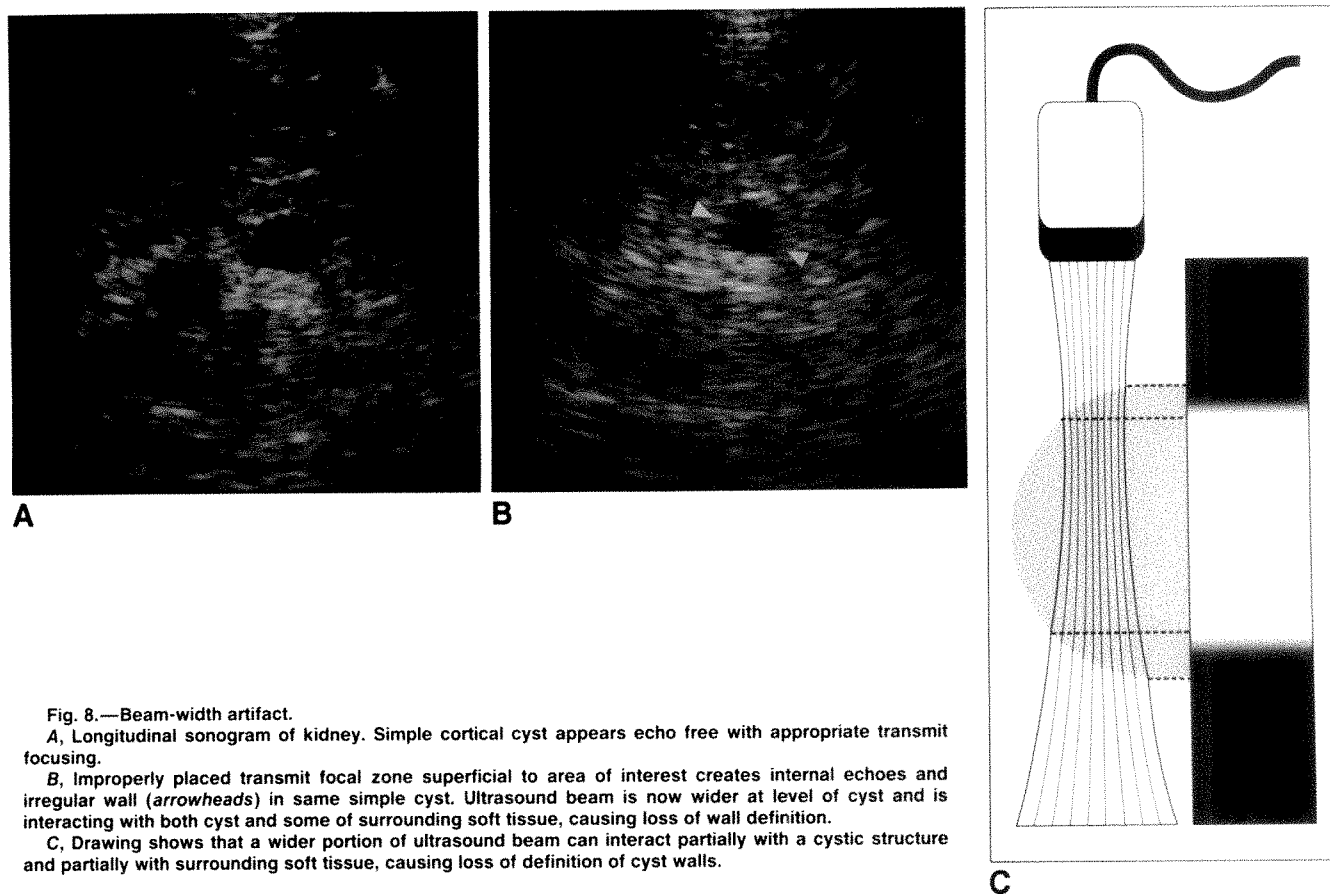 A
B
Fig. 8.—Beam-width artifact.
A, Longitudinal sonogram of kidney. Simple cortical cyst appears echo free with appropriate transmit
focusing.
B, Improperly placed transmit focal zone superficial to area of interest creates internal echoes and
irregular wall (arrowheads) in same simple cyst. Ultrasound beam is now wider at level of cyst and is
interacting with both cyst and some of surrounding soft tissue, causing loss of wall definition.
C, Drawing shows that a wider portion of ultrasound beam can interact partially with a cystic structure
and partially with surrounding soft tissue, causing loss of definition of cyst walls.
C